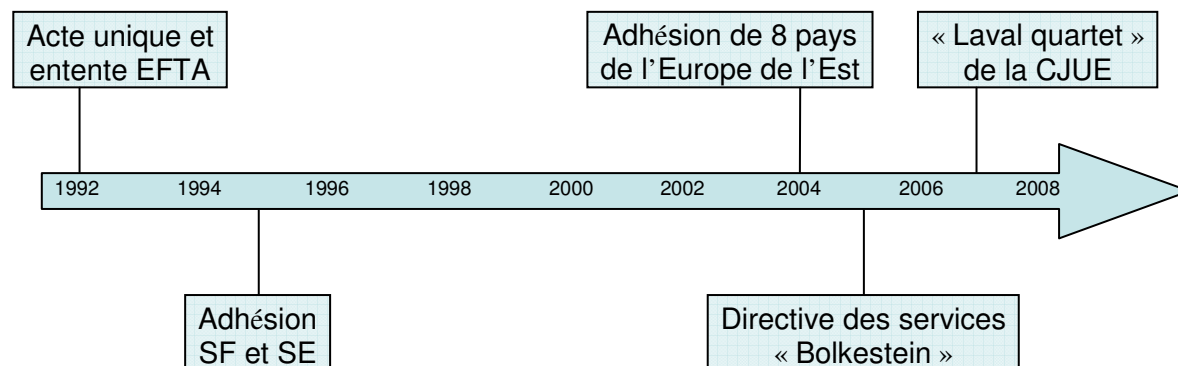 Acte unique et
entente EFTA
Adhésion de 8 pays
de l’Europe de l’Est
« Laval quartet »
de la CJUE
1992 1994 1996 1998 2000 2002 2004 2006 2008
Adhésion
SF et SE
Directive des services
« Bolkestein »